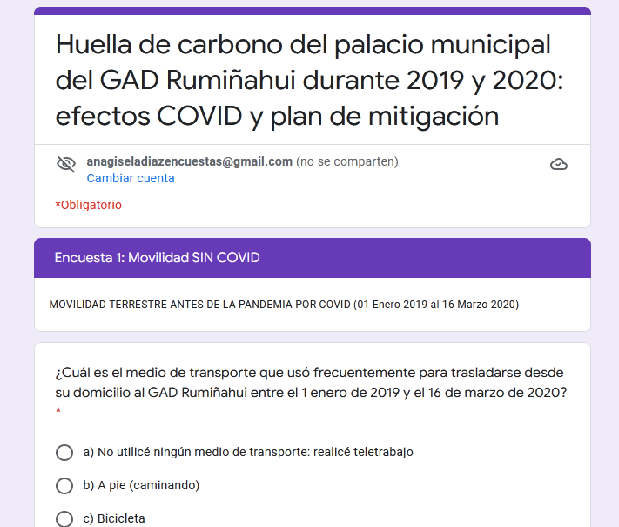 Huella de carbono del palacio municipal
del GAD Rumiñahui durante 2019 y 2020:
efectos COVID y plan de mitigación
anagiseladiazencuestas@gmail.com (no se comparten)
Cambiar cuenta
*Obligatorio
Encuesta 1: Movilidad SIN COVID
MOVILIDAD TERRESTRE ANTES DE LA PANDEMIA POR COVID (01 Enero 2019 al 16 Marzo 2020)
¿Cuál es el medio de transporte que usó frecuentemente para trasladarse desde
su domicilio al GAD Rumiñahui entre el 1 enero de 2019 y el 16 de marzo de 2020?
*
a) No utilicé ningún medio de transporte: realicé teletrabajo
b) A pie (caminando)
c) Bicicleta